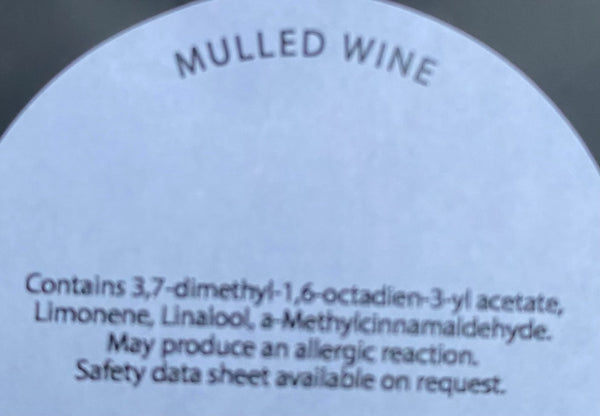 MULLED WINE
Contains 3,7-dimethyl-1,6-octadien-3-yl acetate,
Limonene, Linalool, a-Methylcinnamaldehyde.
May produce an allergic reaction.
Safety data sheet available on request.